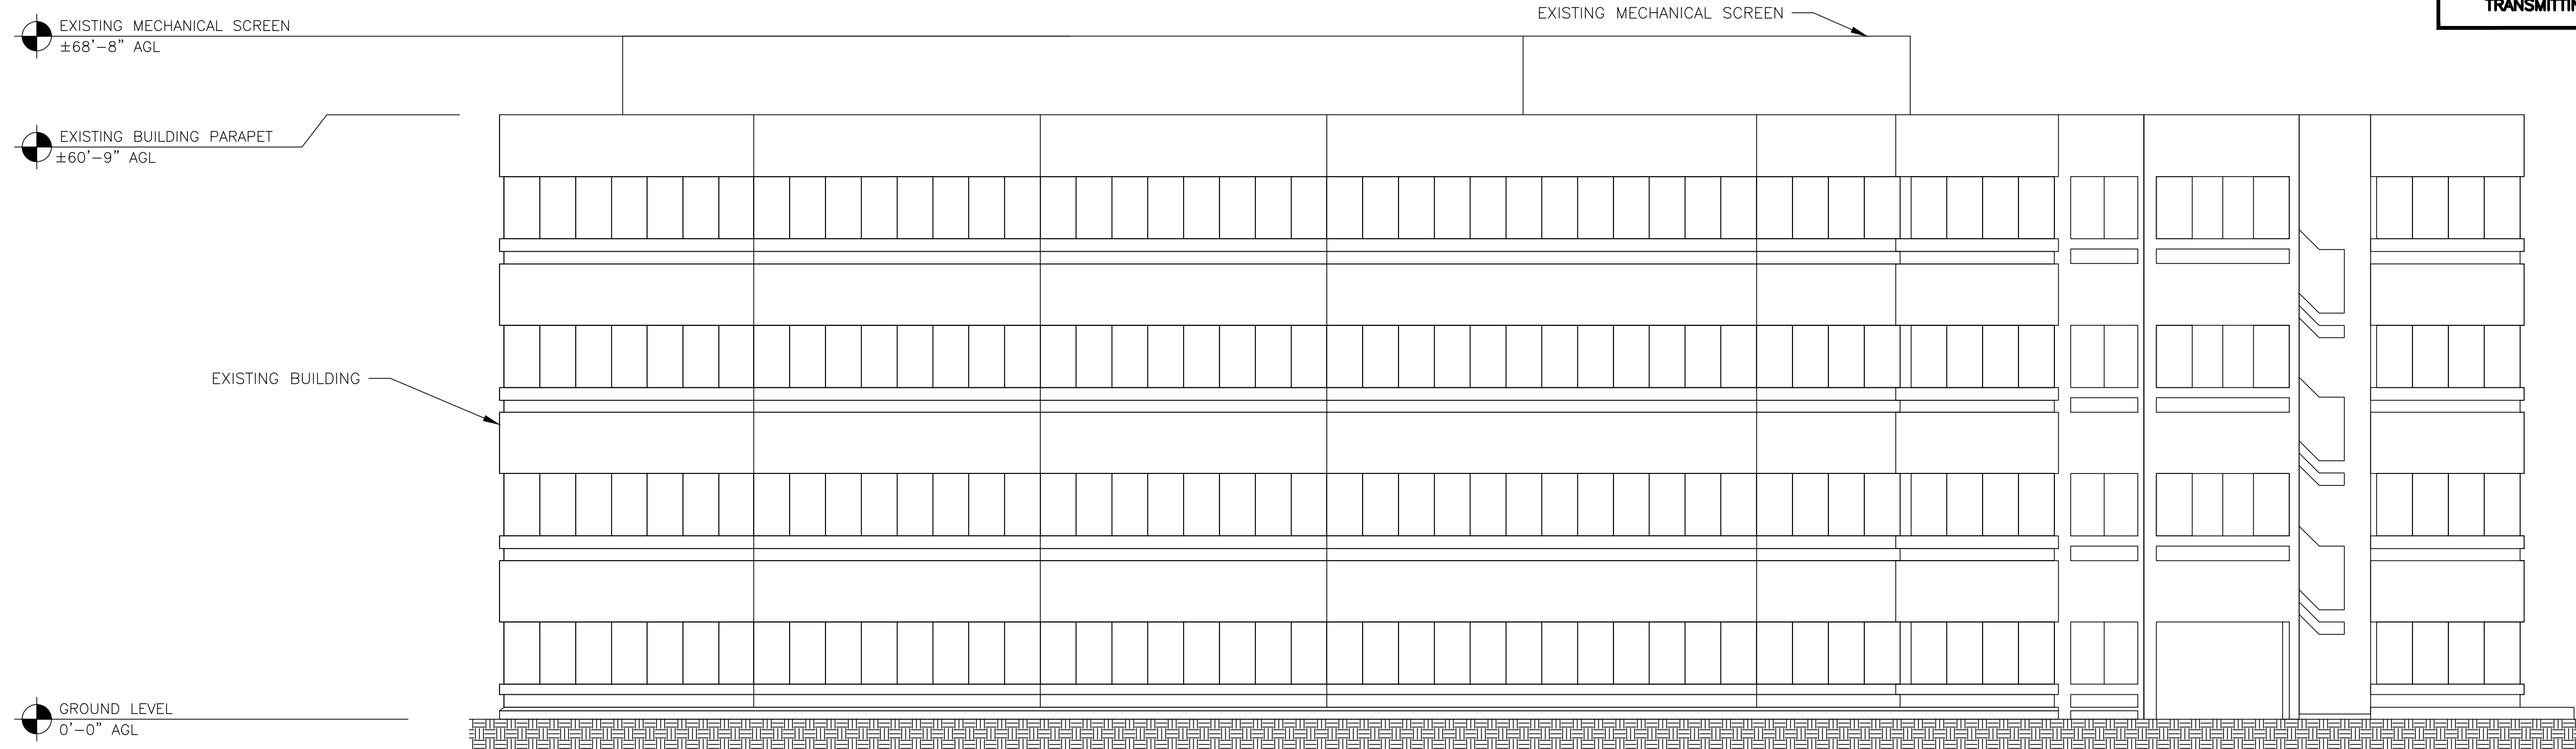 EXISTING MECHANICAL SCREEN
±68'-8" AGL
EXISTING MECHANICAL SCREEN
EXISTING BUILDING PARAPET
±60'-9" AGL
EXISTING BUILDING
GROUND LEVEL
0'-0" AGL